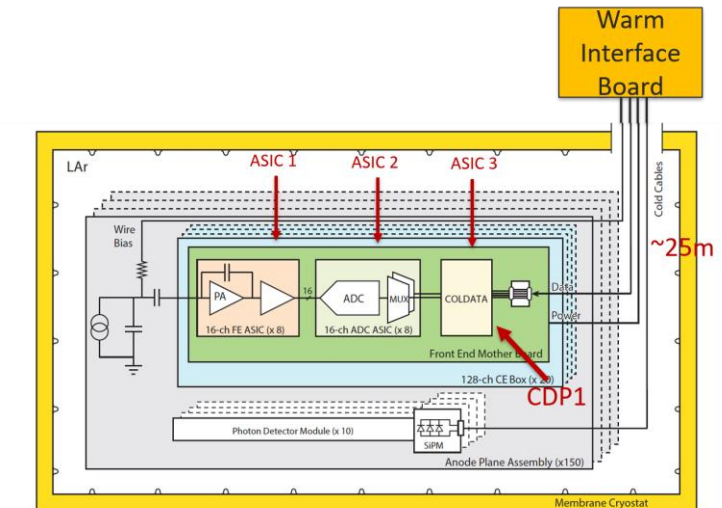 Warm
Interface
Board
LAr
ASIC 1
ASIC 2
ASIC 3
Cold Cables
~25m
Wire
Bias
PA
16
ADC
MUX
COLDATA
Data
Power
16-ch FE ASIC (x 8)
16-ch ADC ASIC (x 8)
Front End Mother Board
128-ch CE Box (x 20)
CDP1
Photon Detector Module (x 10)
SiPM
Anode Plane Assembly (x150)
Membrane Cryostat